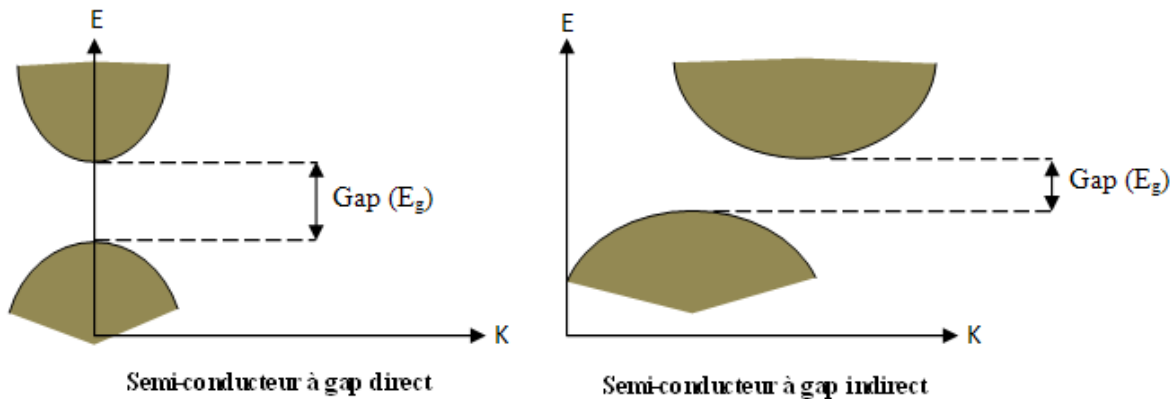 E
Gap (Eg)
K
Semi-conducteur à gap direct
E
Gap (Eg)
K
Semi-conducteur à gap indirect